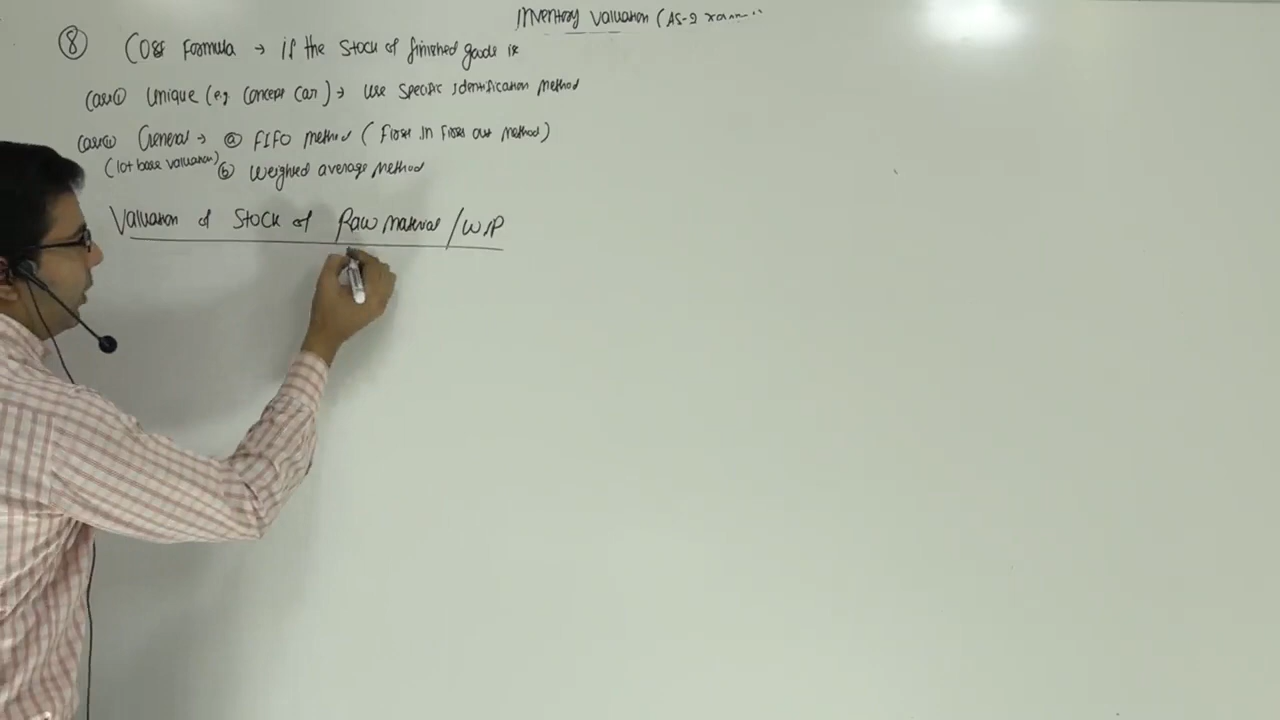 Inventory Valuation (AS-2
⑧ Cost Formula → if the Stock of finished goods is
Case① Unique (e.g. Concept Car) → use Specific Identification Method
Case② General → ⓐ FIFO method (First In First Out Method)
(lot base valuation) ⓑ Weighted average Method
Valuation of Stock of Raw Material / WIP